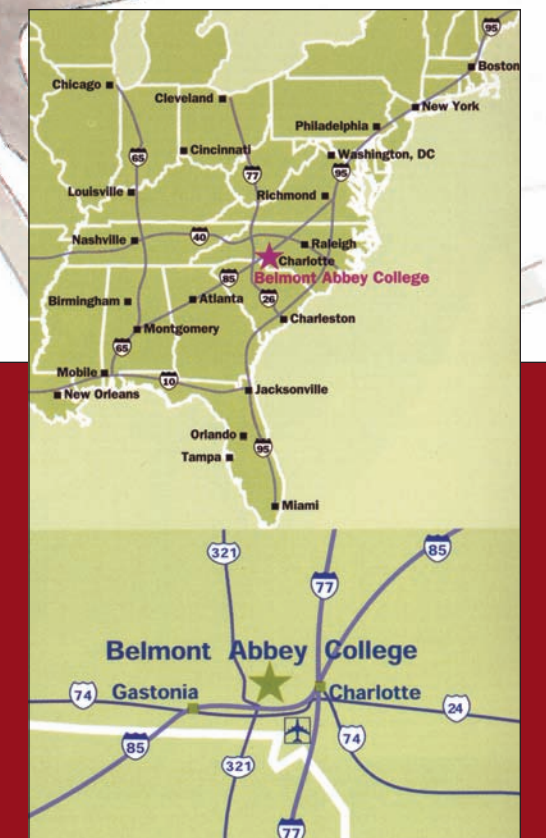 95
Boston
Chicago
Cleveland
New York
Philadelphia
Cincinnati
Washington, DC
65
77
95
Louisville
Richmond
Nashville
40
Raleigh
Charlotte
85
Belmont Abbey College
26
Birmingham
Atlanta
Charleston
Montgomery
65
Mobile
10
Jacksonville
New Orleans
Orlando
95
Tampa
Miami
321
85
77
Belmont Abbey College
74
Gastonia
Charlotte
24
85
74
321
77